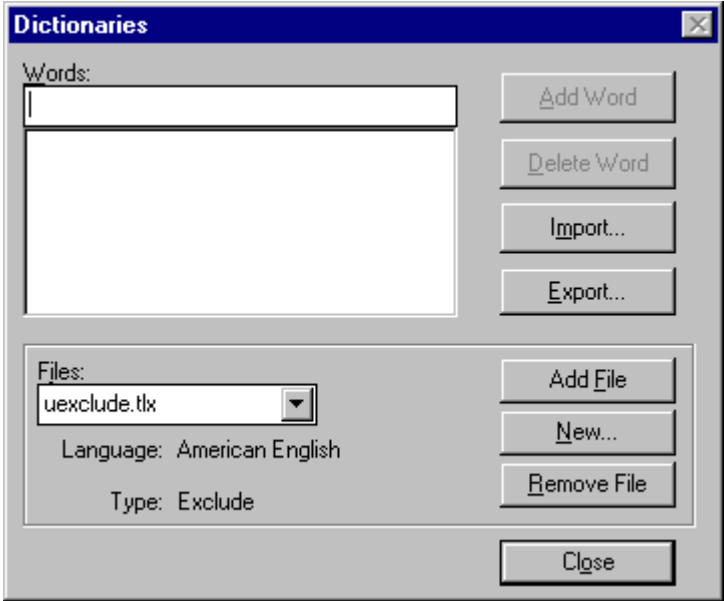 Dictionaries
Words:
Add Word
Delete Word
Import...
Export...
Files:
uexclude.tlx
Language: American English
Type: Exclude
Add File
New...
Remove File
Close